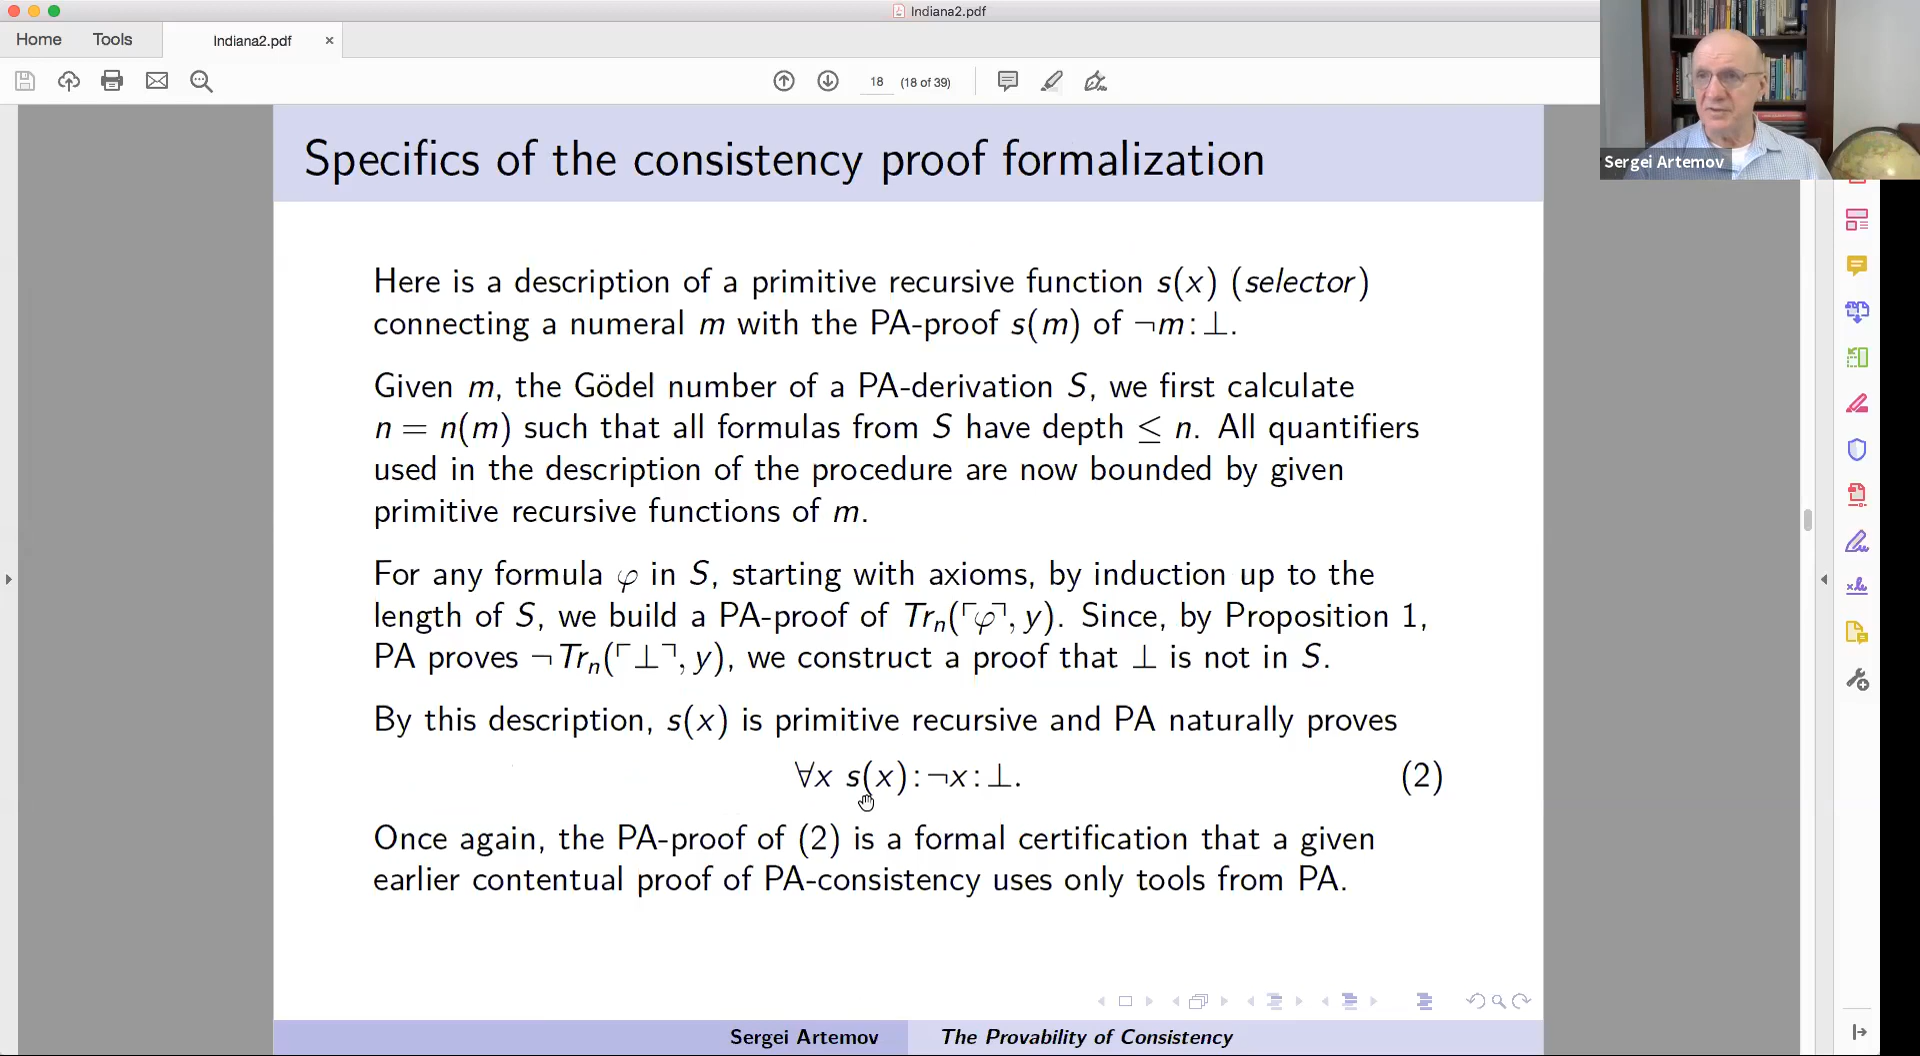 Indiana2.pdf
Home Tools Indiana2.pdf ×
18 (18 of 39)
Sergei Artemov
Specifics of the consistency proof formalization
Here is a description of a primitive recursive function s(x) (selector)
connecting a numeral m with the PA-proof s(m) of ¬m:⊥.
Given m, the Gödel number of a PA-derivation S, we first calculate
n = n(m) such that all formulas from S have depth ≤ n. All quantifiers
used in the description of the procedure are now bounded by given
primitive recursive functions of m.
For any formula φ in S, starting with axioms, by induction up to the
length of S, we build a PA-proof of Trₙ(⌜φ⌝, y). Since, by Proposition 1,
PA proves ¬Trₙ(⌜⊥⌝, y), we construct a proof that ⊥ is not in S.
By this description, s(x) is primitive recursive and PA naturally proves
∀x s(x):¬x:⊥. (2)
Once again, the PA-proof of (2) is a formal certification that a given
earlier contentual proof of PA-consistency uses only tools from PA.
Sergei Artemov The Provability of Consistency